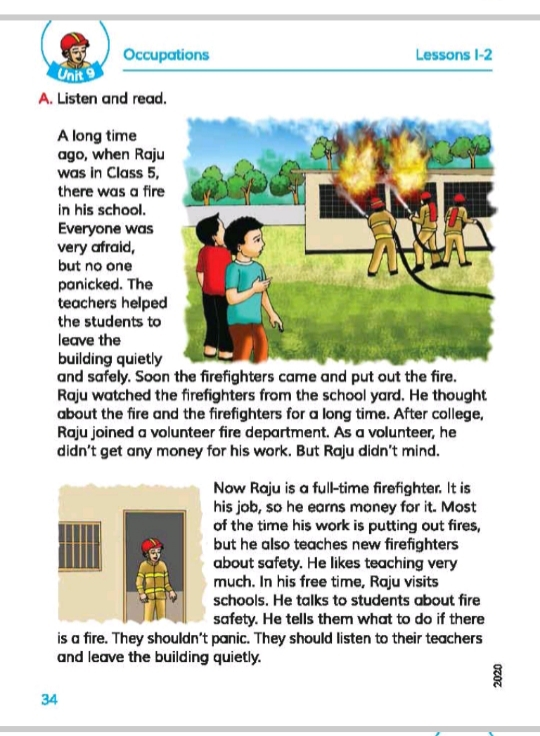 Unit 9
Occupations
Lessons 1-2
A. Listen and read.
A long time
ago, when Raju
was in Class 5,
there was a fire
in his school.
Everyone was
very afraid,
but no one
panicked. The
teachers helped
the students to
leave the
building quietly
and safely. Soon the firefighters came and put out the fire.
Raju watched the firefighters from the school yard. He thought
about the fire and the firefighters for a long time. After college,
Raju joined a volunteer fire department. As a volunteer, he
didn't get any money for his work. But Raju didn't mind.
Now Raju is a full-time firefighter. It is
his job, so he earns money for it. Most
of the time his work is putting out fires,
but he also teaches new firefighters
about safety. He likes teaching very
much. In his free time, Raju visits
schools. He talks to students about fire
safety. He tells them what to do if there
is a fire. They shouldn't panic. They should listen to their teachers
and leave the building quietly.
2020
34